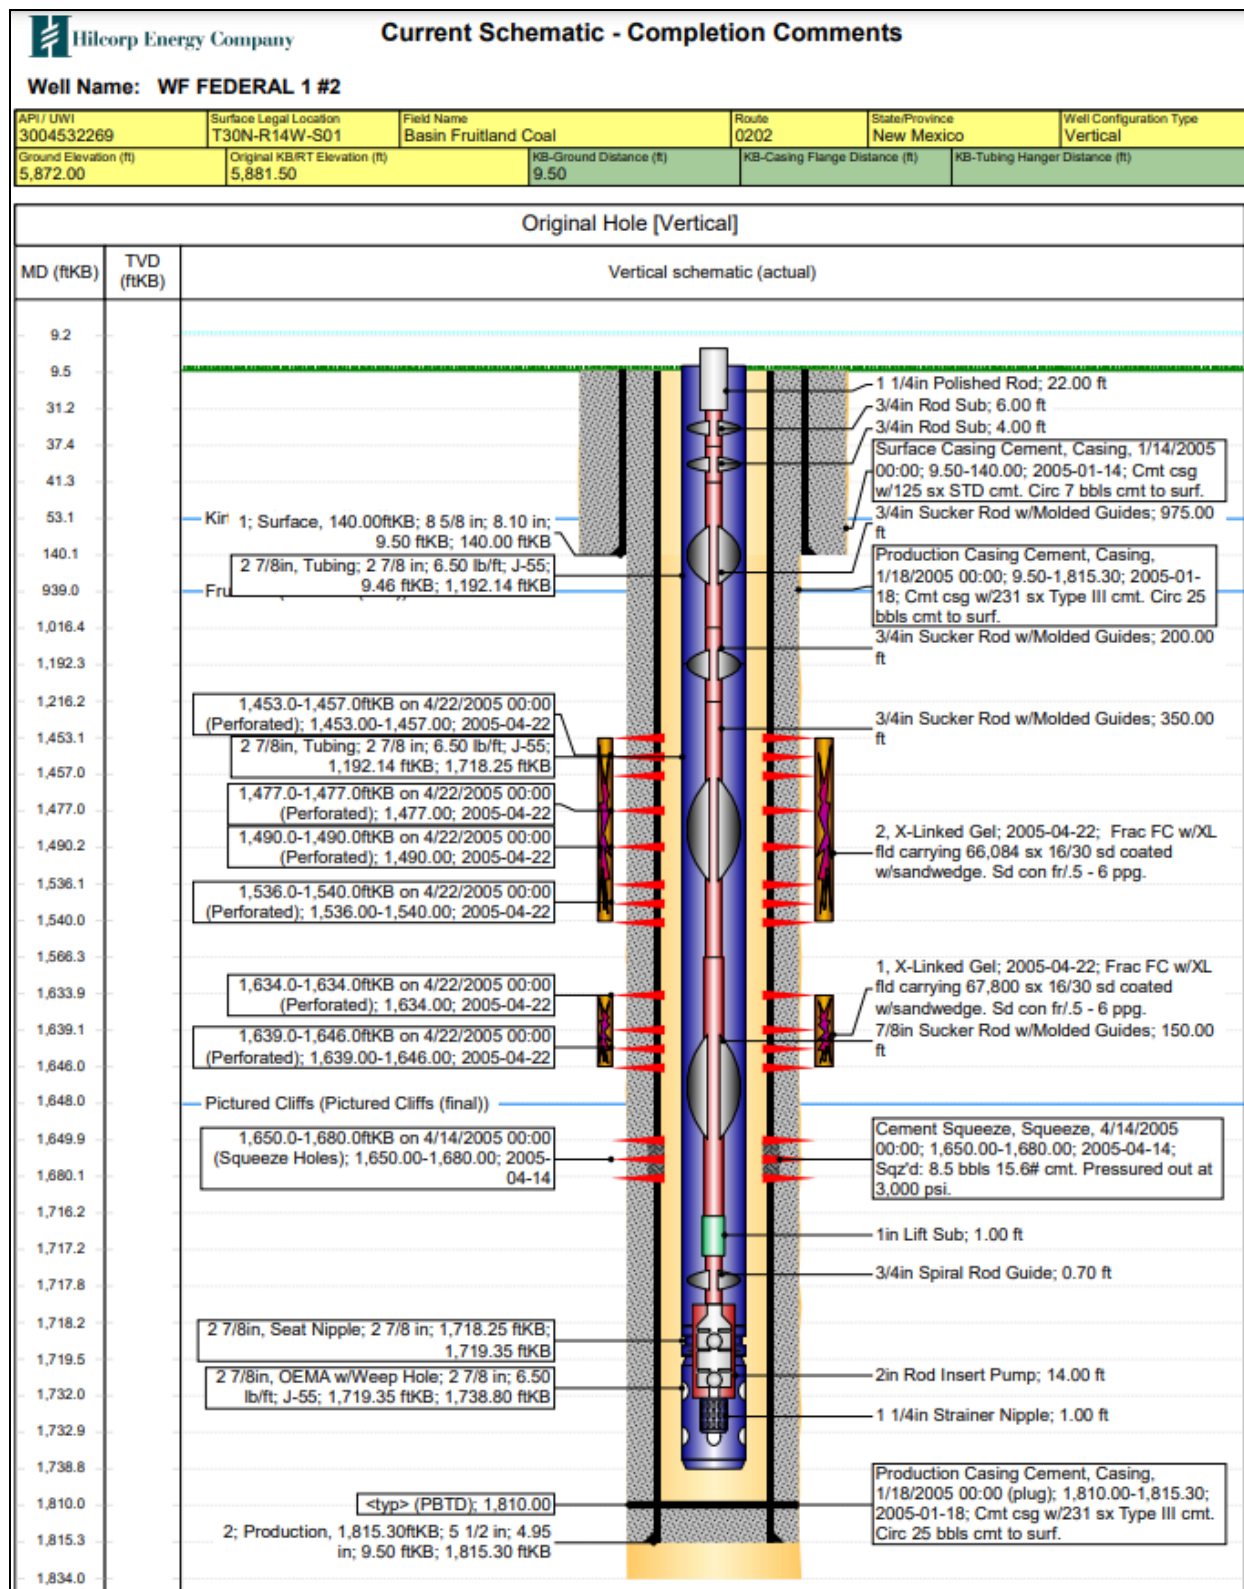 Hilcorp Energy Company
Current Schematic - Completion Comments
Well Name: WF FEDERAL 1 #2
API / UWI
3004532269
Surface Legal Location
T30N-R14W-S01
Field Name
Basin Fruitland Coal
Route
0202
State/Province
New Mexico
Well Configuration Type
Vertical
Ground Elevation (ft)
5,872.00
Original KB/RT Elevation (ft)
5,881.50
KB-Ground Distance (ft)
9.50
KB-Casing Flange Distance (ft)
KB-Tubing Hanger Distance (ft)
Original Hole [Vertical]
MD (ftKB)
TVD
(ftKB)
Vertical schematic (actual)
9.2
9.5
31.2
37.4
41.3
53.1
140.1
939.0
1,016.4
1,192.3
1,216.2
1,453.1
1,457.0
1,477.0
1,490.2
1,536.1
1,540.0
1,566.3
1,633.9
1,639.1
1,646.0
1,648.0
1,649.9
1,680.1
1,716.2
1,717.2
1,717.8
1,718.2
1,719.5
1,732.0
1,732.9
1,738.8
1,810.0
1,815.3
1,834.0
1; Surface, 140.00ftKB; 8 5/8 in; 8.10 in;
9.50 ftKB; 140.00 ftKB
2 7/8in, Tubing; 2 7/8 in; 6.50 lb/ft; J-55;
9.46 ftKB; 1,192.14 ftKB
1,453.0-1,457.0ftKB on 4/22/2005 00:00
(Perforated); 1,453.00-1,457.00; 2005-04-22
2 7/8in, Tubing; 2 7/8 in; 6.50 lb/ft; J-55;
1,192.14 ftKB; 1,718.25 ftKB
1,477.0-1,477.0ftKB on 4/22/2005 00:00
(Perforated); 1,477.00; 2005-04-22
1,490.0-1,490.0ftKB on 4/22/2005 00:00
(Perforated); 1,490.00; 2005-04-22
1,536.0-1,540.0ftKB on 4/22/2005 00:00
(Perforated); 1,536.00-1,540.00; 2005-04-22
1,634.0-1,634.0ftKB on 4/22/2005 00:00
(Perforated); 1,634.00; 2005-04-22
1,639.0-1,646.0ftKB on 4/22/2005 00:00
(Perforated); 1,639.00-1,646.00; 2005-04-22
Pictured Cliffs (Pictured Cliffs (final))
1,650.0-1,680.0ftKB on 4/14/2005 00:00
(Squeeze Holes); 1,650.00-1,680.00; 2005-
04-14
2 7/8in, Seat Nipple; 2 7/8 in; 1,718.25 ftKB;
1,719.35 ftKB
2 7/8in, OEMA w/Weep Hole; 2 7/8 in; 6.50
lb/ft; J-55; 1,719.35 ftKB; 1,738.80 ftKB
<typ> (PBTD); 1,810.00
2; Production, 1,815.30ftKB; 5 1/2 in; 4.95
in; 9.50 ftKB; 1,815.30 ftKB
1 1/4in Polished Rod; 22.00 ft
3/4in Rod Sub; 6.00 ft
3/4in Rod Sub; 4.00 ft
Surface Casing Cement, Casing, 1/14/2005
00:00; 9.50-140.00; 2005-01-14; Cmt csg
w/125 sx STD cmt. Circ 7 bbls cmt to surf.
3/4in Sucker Rod w/Molded Guides; 975.00
ft
Production Casing Cement, Casing,
1/18/2005 00:00; 9.50-1,815.30; 2005-01-
18; Cmt csg w/231 sx Type III cmt. Circ 25
bbls cmt to surf.
3/4in Sucker Rod w/Molded Guides; 200.00
ft
3/4in Sucker Rod w/Molded Guides; 350.00
ft
2, X-Linked Gel; 2005-04-22; Frac FC w/XL
fld carrying 66,084 sx 16/30 sd coated
w/sandwedge. Sd con fr/.5 - 6 ppg.
1, X-Linked Gel; 2005-04-22; Frac FC w/XL
fld carrying 67,800 sx 16/30 sd coated
w/sandwedge. Sd con fr/.5 - 6 ppg.
7/8in Sucker Rod w/Molded Guides; 150.00
ft
Cement Squeeze, Squeeze, 4/14/2005
00:00; 1,650.00-1,680.00; 2005-04-14;
Sqz'd: 8.5 bbls 15.6# cmt. Pressured out at
3,000 psi.
1in Lift Sub; 1.00 ft
3/4in Spiral Rod Guide; 0.70 ft
2in Rod Insert Pump; 14.00 ft
1 1/4in Strainer Nipple; 1.00 ft
Production Casing Cement, Casing,
1/18/2005 00:00 (plug); 1,810.00-1,815.30;
2005-01-18; Cmt csg w/231 sx Type III cmt.
Circ 25 bbls cmt to surf.